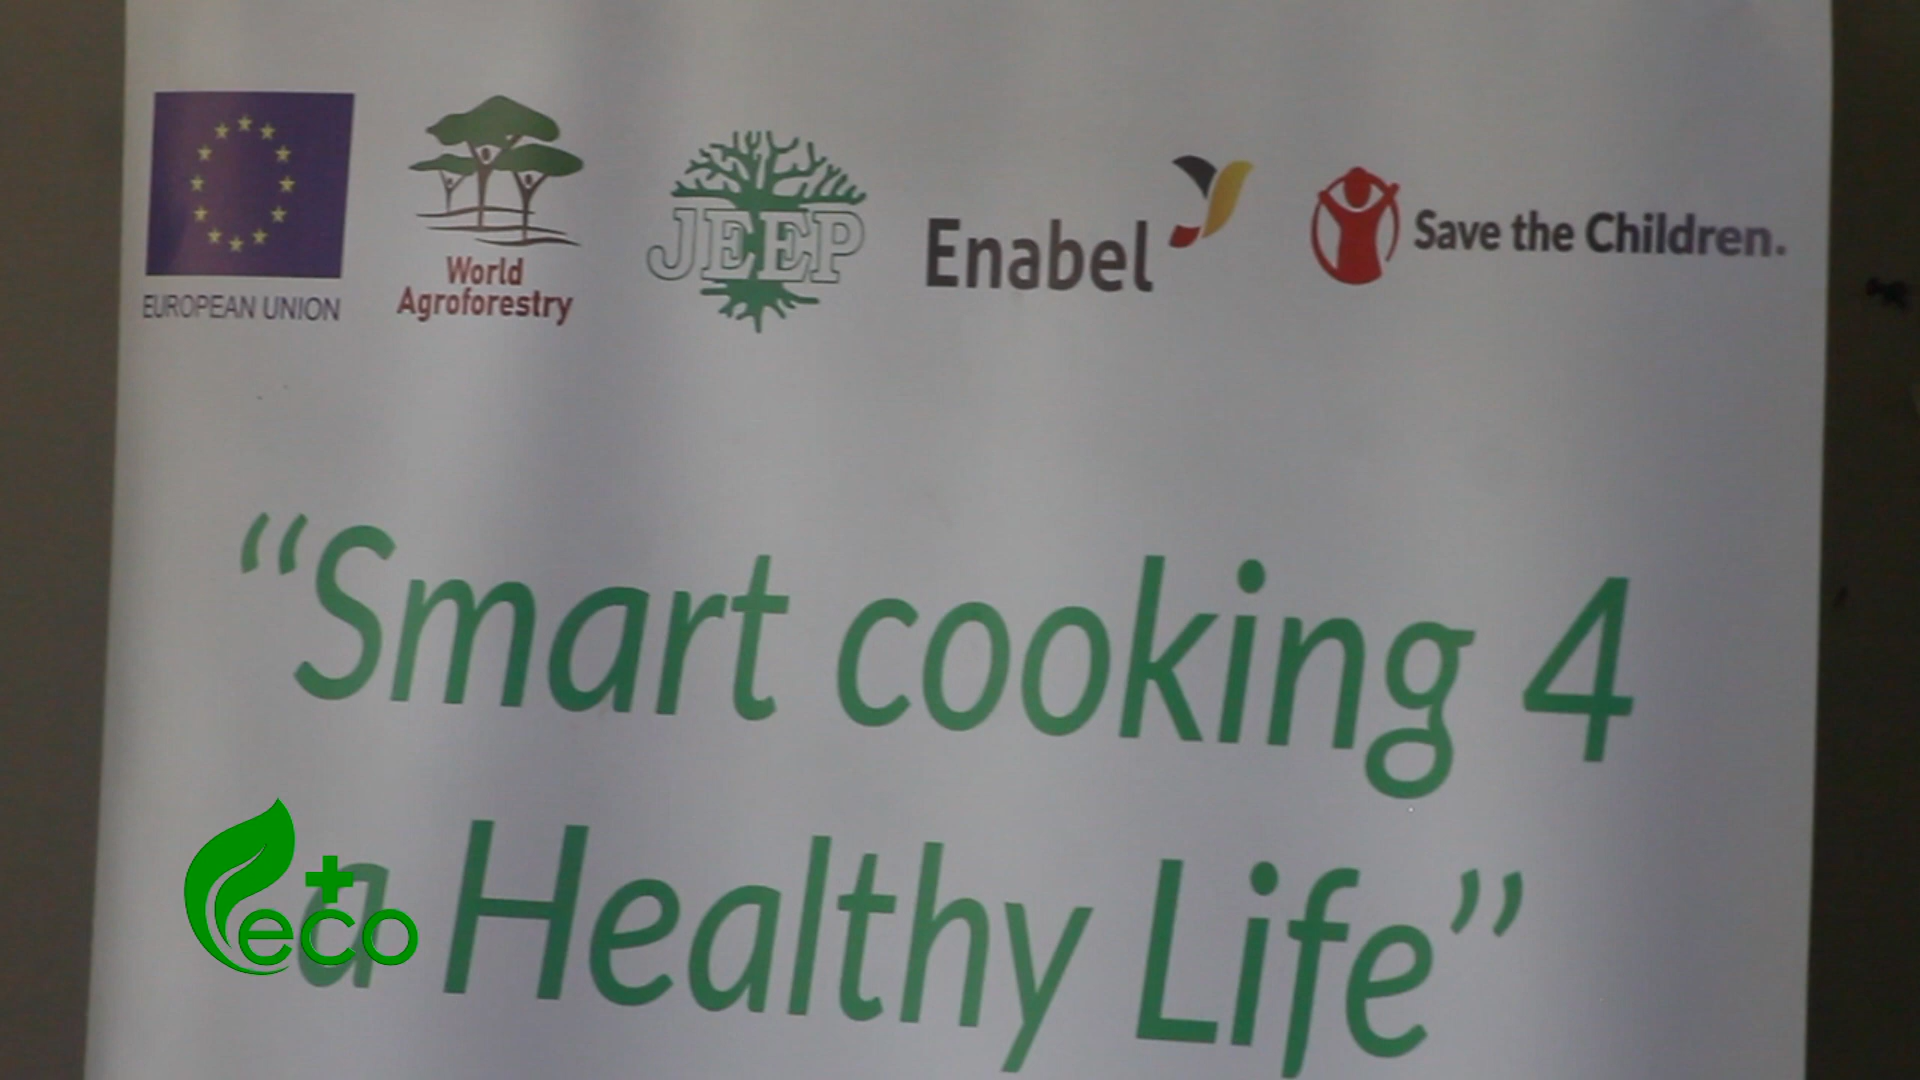 EUROPEAN UNION
World
Agroforestry
JEEP
Enabel
Save the Children.
“Smart cooking 4
a Healthy Life”
eco